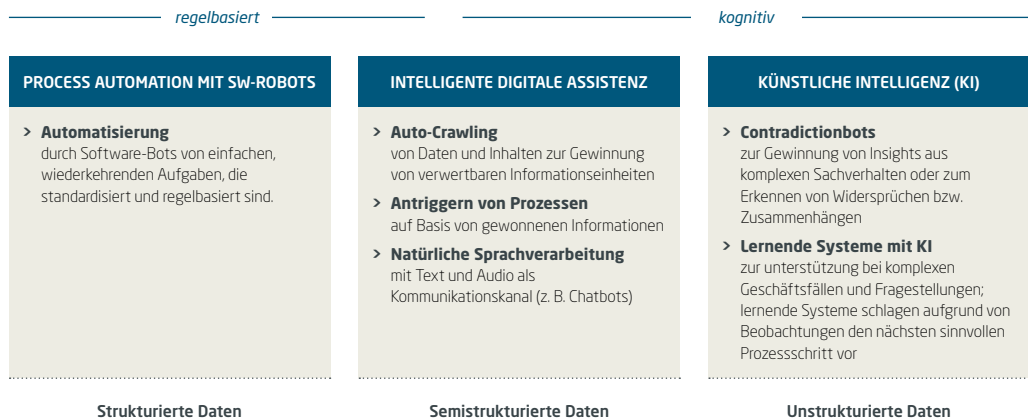 regelbasiert
kognitiv
PROCESS AUTOMATION MIT SW-ROBOTS
> Automatisierung
durch Software-Bots von einfachen,
wiederkehrenden Aufgaben, die
standardisiert und regelbasiert sind.
Strukturierte Daten
INTELLIGENTE DIGITALE ASSISTENZ
> Auto-Crawling
von Daten und Inhalten zur Gewinnung
von verwertbaren Informationseinheiten
> Antriggern von Prozessen
auf Basis von gewonnenen Informationen
> Natürliche Sprachverarbeitung
mit Text und Audio als
Kommunikationskanal (z. B. Chatbots)
Semistrukturierte Daten
KÜNSTLICHE INTELLIGENZ (KI)
> Contradictionbots
zur Gewinnung von Insights aus
komplexen Sachverhalten oder zum
Erkennen von Widersprüchen bzw.
Zusammenhängen
> Lernende Systeme mit KI
zur unterstützung bei komplexen
Geschäftsfällen und Fragestellungen;
lernende Systeme schlagen aufgrund von
Beobachtungen den nächsten sinnvollen
Prozessschritt vor
Unstrukturierte Daten